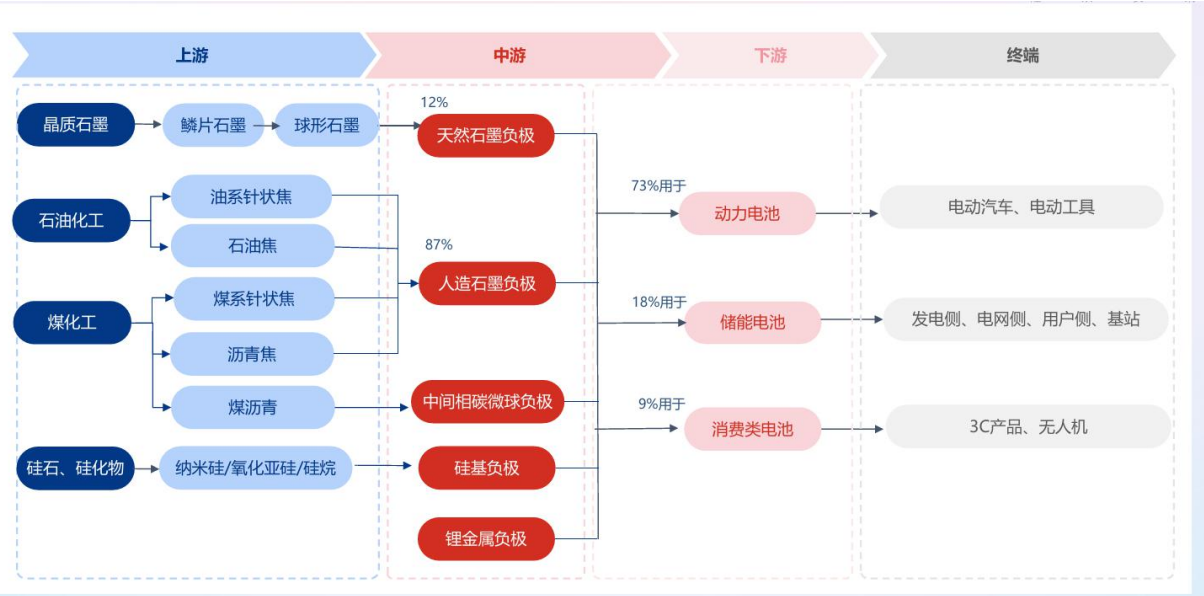 上游
中游
下游
终端
晶质石墨
鳞片石墨
球形石墨
12%
天然石墨负极
石油化工
油系针状焦
石油焦
87%
人造石墨负极
煤化工
煤系针状焦
沥青焦
煤沥青
中间相碳微球负极
硅石、硅化物
纳米硅/氧化亚硅/硅烷
硅基负极
锂金属负极
73%用于
动力电池
电动汽车、电动工具
18%用于
储能电池
发电侧、电网侧、用户侧、基站
9%用于
消费类电池
3C产品、无人机